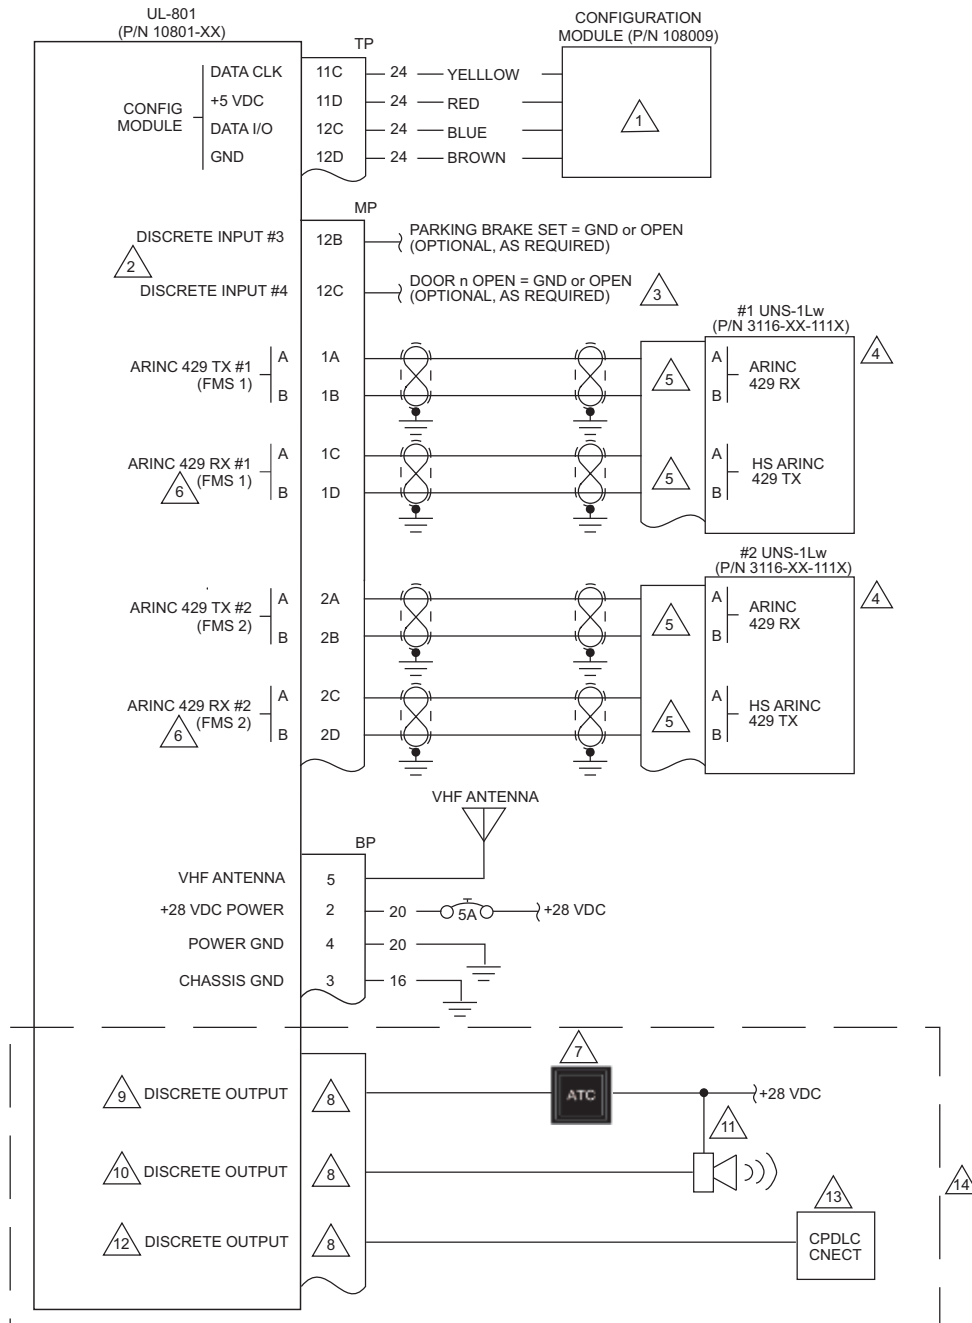 UL-801
(P/N 10801-XX)
CONFIGURATION
MODULE (P/N 108009)
TP
CONFIG
MODULE
DATA CLK 11C 24 YELLLOW
+5 VDC 11D 24 RED
DATA I/O 12C 24 BLUE
GND 12D 24 BROWN
1
MP
DISCRETE INPUT #3 12B PARKING BRAKE SET = GND or OPEN
(OPTIONAL, AS REQUIRED)
2
DISCRETE INPUT #4 12C DOOR n OPEN = GND or OPEN
(OPTIONAL, AS REQUIRED)
3
#1 UNS-1Lw
(P/N 3116-XX-111X)
4
ARINC 429 TX #1
(FMS 1)
A 1A
B 1B
5
A
B
ARINC
429 RX
ARINC 429 RX #1
(FMS 1)
6
A 1C
B 1D
5
A
B
HS ARINC
429 TX
#2 UNS-1Lw
(P/N 3116-XX-111X)
4
ARINC 429 TX #2
(FMS 2)
A 2A
B 2B
5
A
B
ARINC
429 RX
ARINC 429 RX #2
(FMS 2)
6
A 2C
B 2D
5
A
B
HS ARINC
429 TX
VHF ANTENNA
BP
VHF ANTENNA 5
+28 VDC POWER 2 20 5A +28 VDC
POWER GND 4 20
CHASSIS GND 3 16
7
9 DISCRETE OUTPUT 8 ATC +28 VDC
11
10 DISCRETE OUTPUT 8
14
13
12 DISCRETE OUTPUT 8 CPDLC
CNECT